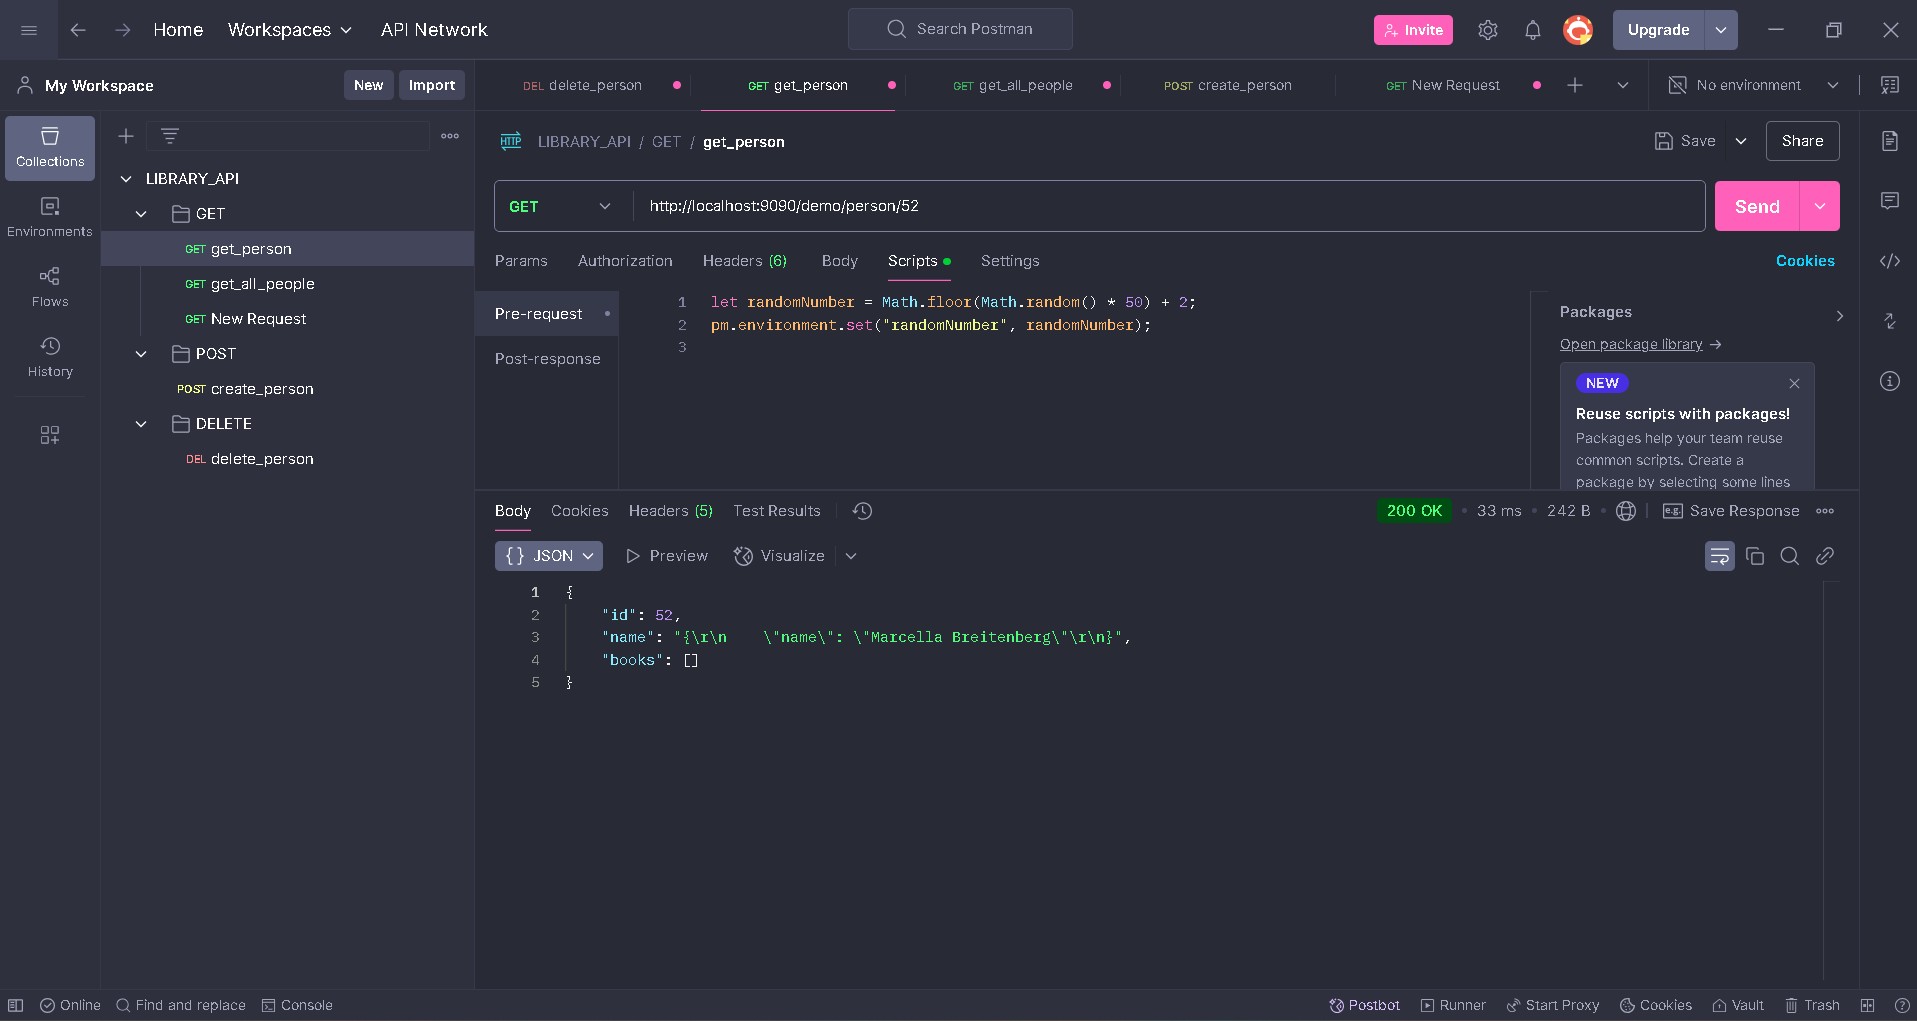 Home Workspaces API Network Search Postman Invite Upgrade
My Workspace New Import
DEL delete_person GET get_person GET get_all_people POST create_person GET New Request No environment
Collections
Environments
Flows
History
LIBRARY_API
GET
GET get_person
GET get_all_people
GET New Request
POST
POST create_person
DELETE
DEL delete_person
HTTP LIBRARY_API / GET / get_person Save Share
GET http://localhost:9090/demo/person/52 Send
Params Authorization Headers (6) Body Scripts Settings Cookies
Pre-request
Post-response
1 let randomNumber = Math.floor(Math.random() * 50) + 2;
2 pm.environment.set("randomNumber", randomNumber);
3
Packages
Open package library →
NEW
Reuse scripts with packages!
Packages help your team reuse
common scripts. Create a
package by selecting some lines
Body Cookies Headers (5) Test Results 200 OK • 33 ms • 242 B • e.g. Save Response
{} JSON Preview Visualize
1 {
2 "id": 52,
3 "name": "{\r\n    \"name\": \"Marcella Breitenberg\"\r\n}",
4 "books": []
5 }
Online Find and replace Console Postbot Runner Start Proxy Cookies Vault Trash